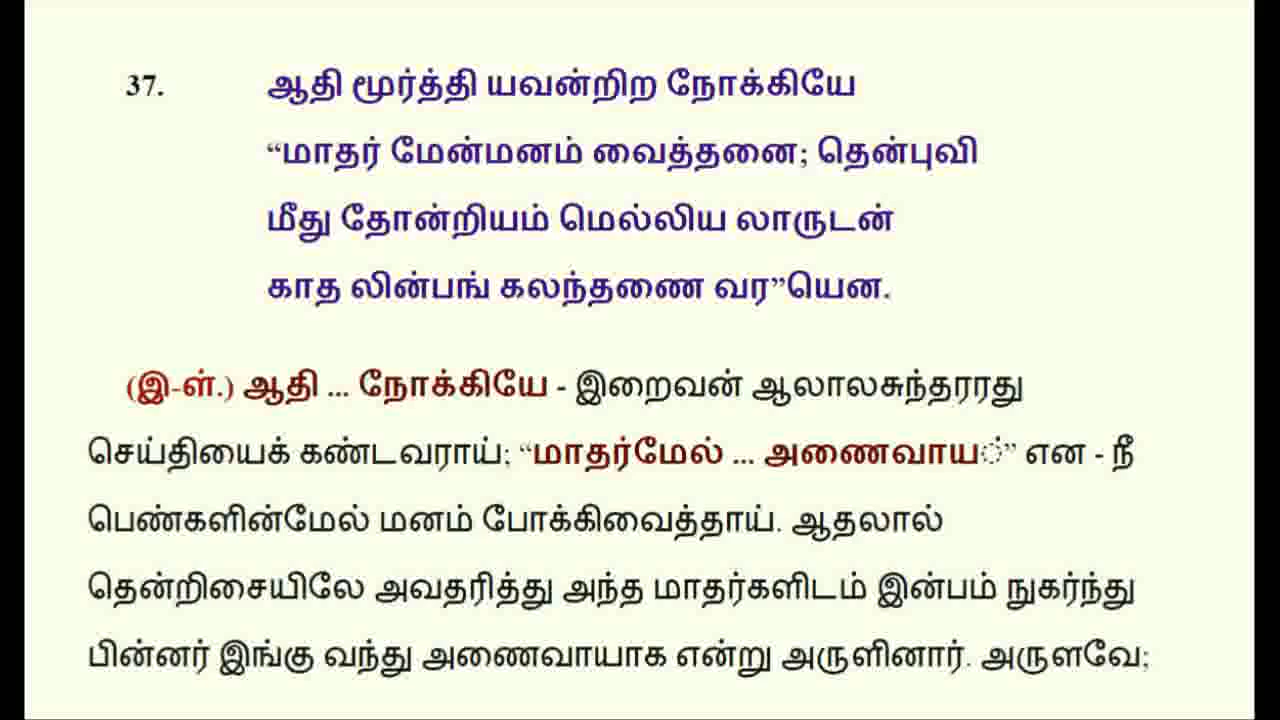 37. ஆதி மூர்த்தி யவன்றிற நோக்கியே
“மாதர் மேன்மனம் வைத்தனை; தென்புவி
மீது தோன்றியம் மெல்லிய லாருடன்
காத லின்பங் கலந்தணை வர”யென.
(இ-ள்.) ஆதி ... நோக்கியே - இறைவன் ஆலாலசுந்தரரது
செய்தியைக் கண்டவராய்; “மாதர்மேல் ... அணைவாய்” என - நீ
பெண்களின்மேல் மனம் போக்கிவைத்தாய். ஆதலால்
தென்றிசையிலே அவதரித்து அந்த மாதர்களிடம் இன்பம் நுகர்ந்து
பின்னர் இங்கு வந்து அணைவாயாக என்று அருளினார். அருளவே;